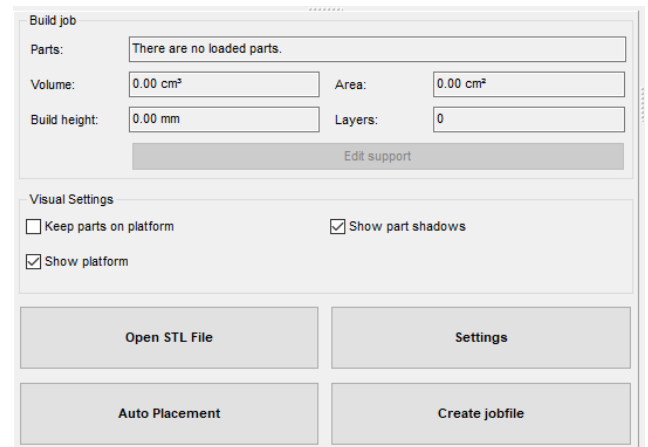 Build job
Parts: There are no loaded parts.
Volume: 0.00 cm³ Area: 0.00 cm²
Build height: 0.00 mm Layers: 0
Edit support
Visual Settings
Keep parts on platform Show part shadows
Show platform
Open STL File Settings
Auto Placement Create jobfile